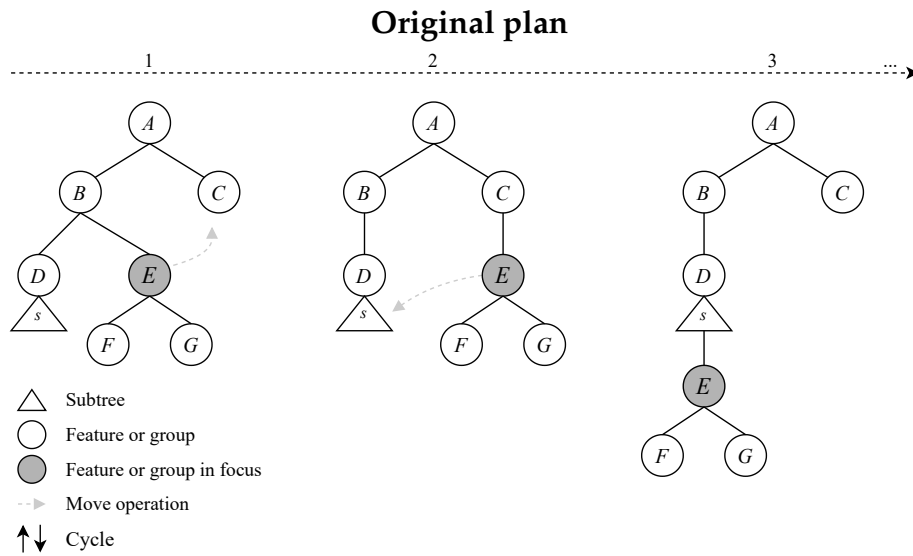 Original plan
1 2 3 ...
A A A
B C B C B C
D E D E D
s s s
F G F G
E
F G
Subtree
Feature or group
Feature or group in focus
Move operation
Cycle